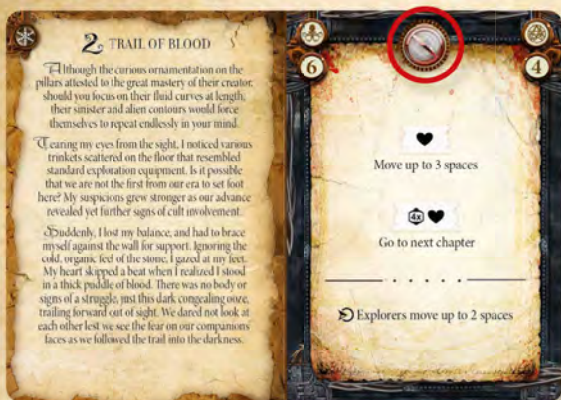 2. TRAIL OF BLOOD
Although the curious ornamentation on the
pillars attested to the great mastery of their creator,
should you focus on their fluid curves at length,
their sinister and alien contours would force
themselves to repeat endlessly in your mind.
Tearing my eyes from the sight, I noticed various
trinkets scattered on the floor that resembled
standard exploration equipment. Is it possible
that we are not the first from our era to set foot
here? My suspicions grew stronger as our advance
revealed yet further signs of cult involvement.
Suddenly, I lost my balance, and had to brace
myself against the wall for support. Ignoring the
cold, organic feel of the stone, I gazed at my feet.
My heart skipped a beat when I realized I stood
in a thick puddle of blood. There was no body or
signs of a struggle, just this dark congealing ooze,
trailing forward out of sight. We dared not look at
each other lest we see the fear on our companions'
faces as we followed the trail into the darkness.
6
4
Move up to 3 spaces
4x
Go to next chapter
Explorers move up to 2 spaces